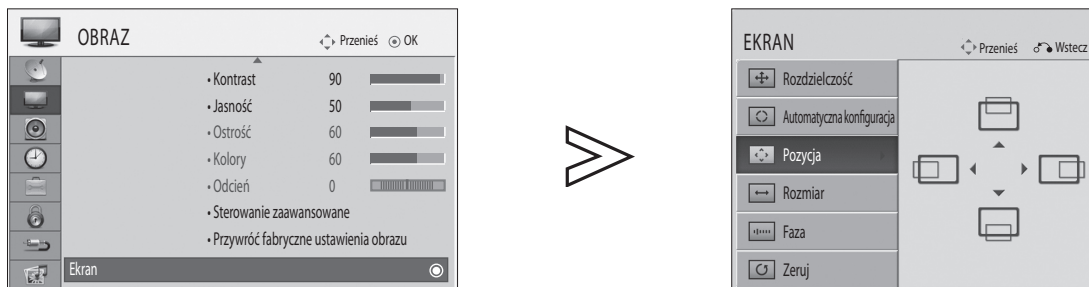 OBRAZ
Przenieś OK
• Kontrast 90
• Jasność 50
• Ostrość 60
• Kolory 60
• Odcień 0
• Sterowanie zaawansowane
• Przywróć fabryczne ustawienia obrazu
Ekran
EKRAN
Przenieś Wstecz
Rozdzielczość
Automatyczna konfiguracja
Pozycja
Rozmiar
Faza
Zeruj